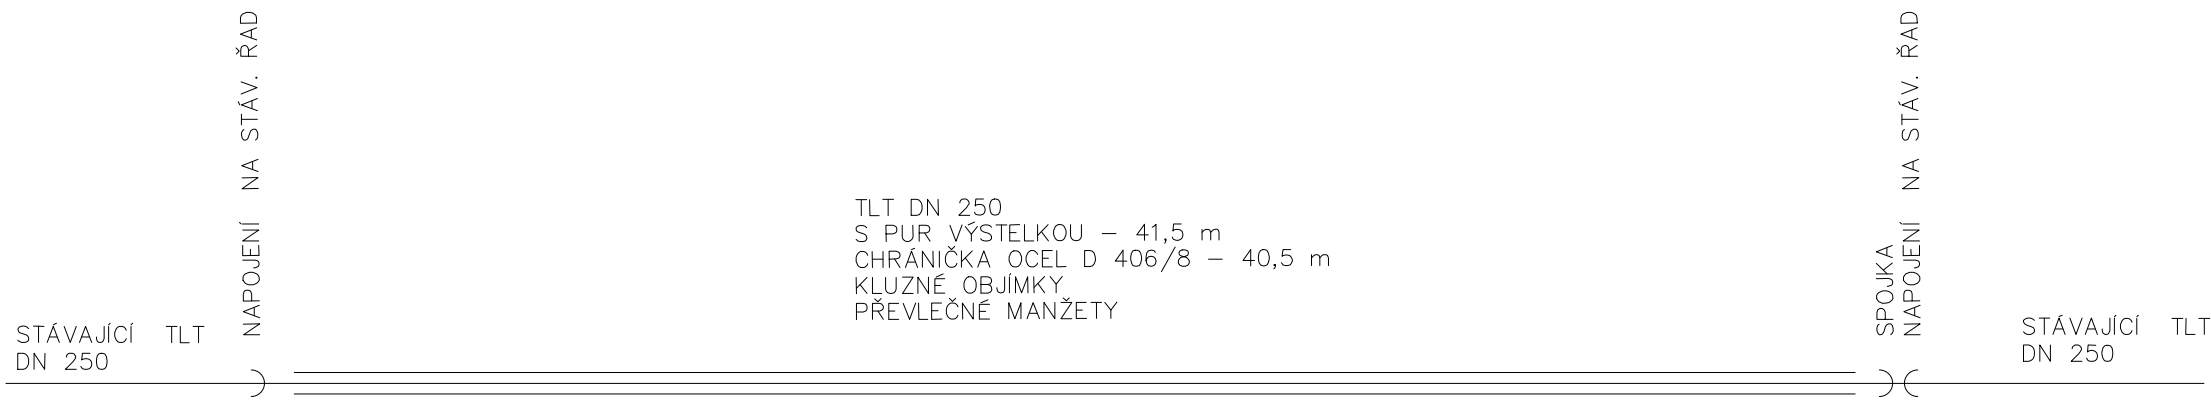 STÁVAJÍCÍ TLT
DN 250
NAPOJENÍ NA STÁV. ŘAD
TLT DN 250
S PUR VÝSTELKOU – 41,5 m
CHRÁNIČKA OCEL D 406/8 – 40,5 m
KLUZNÉ OBJÍMKY
PŘEVLEČNÉ MANŽETY
SPOJKA
NAPOJENÍ NA STÁV. ŘAD
STÁVAJÍCÍ TLT
DN 250